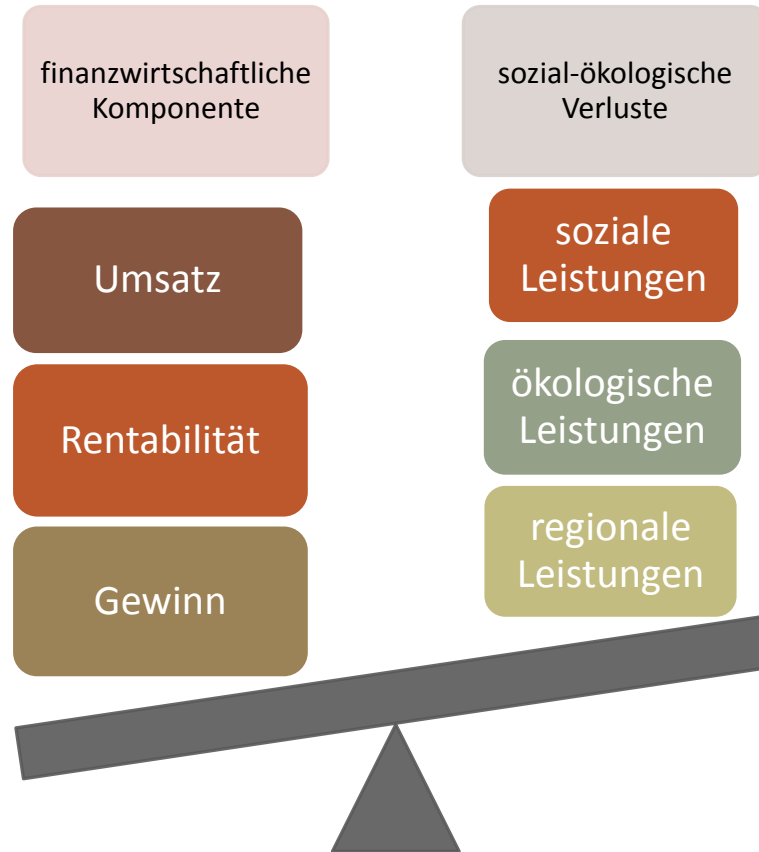 finanzwirtschaftliche
Komponente
Umsatz
Rentabilität
Gewinn
sozial-ökologische
Verluste
soziale
Leistungen
ökologische
Leistungen
regionale
Leistungen